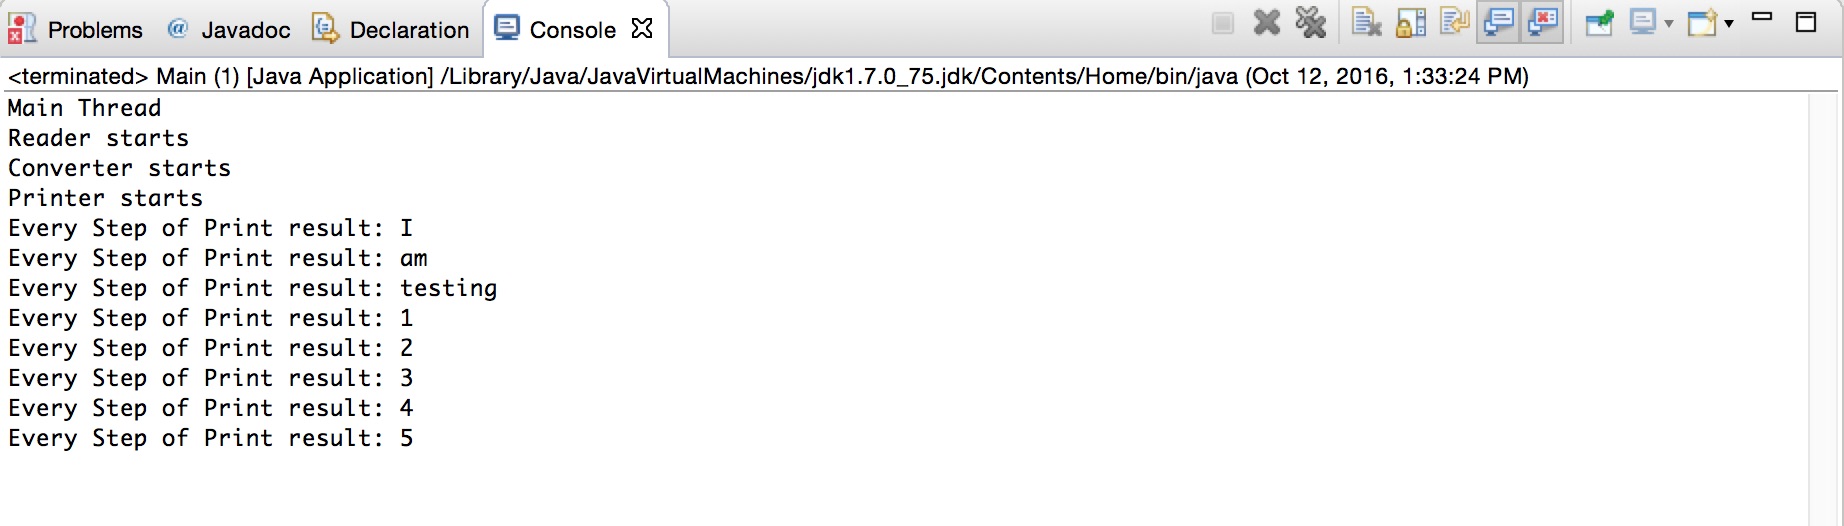 Problems @ Javadoc Declaration Console
<terminated> Main (1) [Java Application] /Library/Java/JavaVirtualMachines/jdk1.7.0_75.jdk/Contents/Home/bin/java (Oct 12, 2016, 1:33:24 PM)
Main Thread
Reader starts
Converter starts
Printer starts
Every Step of Print result: I
Every Step of Print result: am
Every Step of Print result: testing
Every Step of Print result: 1
Every Step of Print result: 2
Every Step of Print result: 3
Every Step of Print result: 4
Every Step of Print result: 5